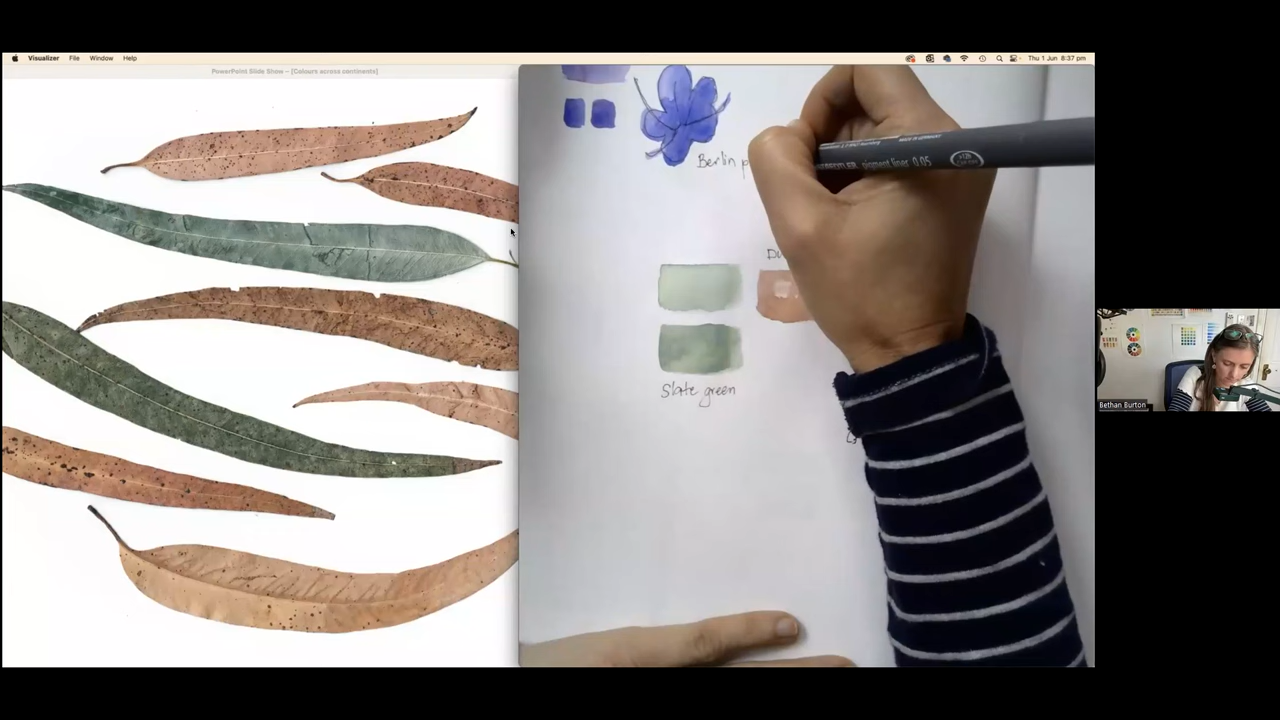 Visualizer File Edit Window Help
Thu 1 Jun 8:37 pm
PowerPoint Slide Show - [Colours across continents]
Berlin
pigment liner 0.05
Slate green
Bethan Burton